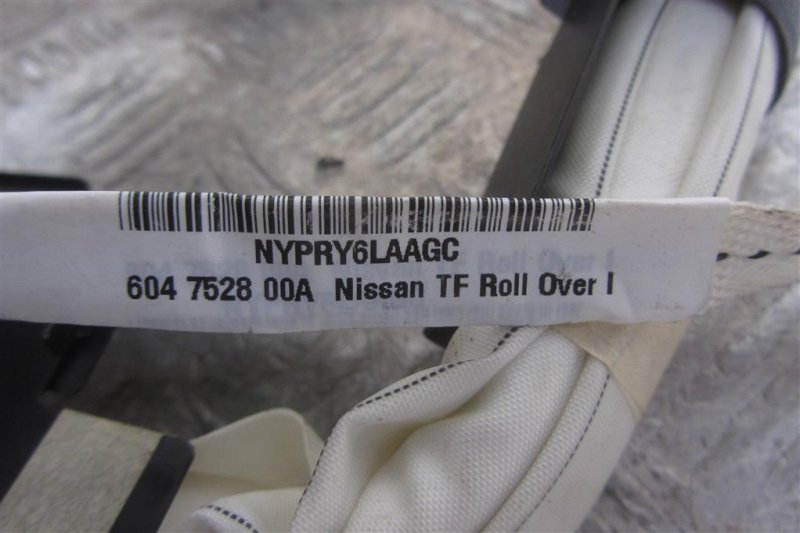 NYPRY6LAAGC
604 7528 00A Nissan TF Roll Over I